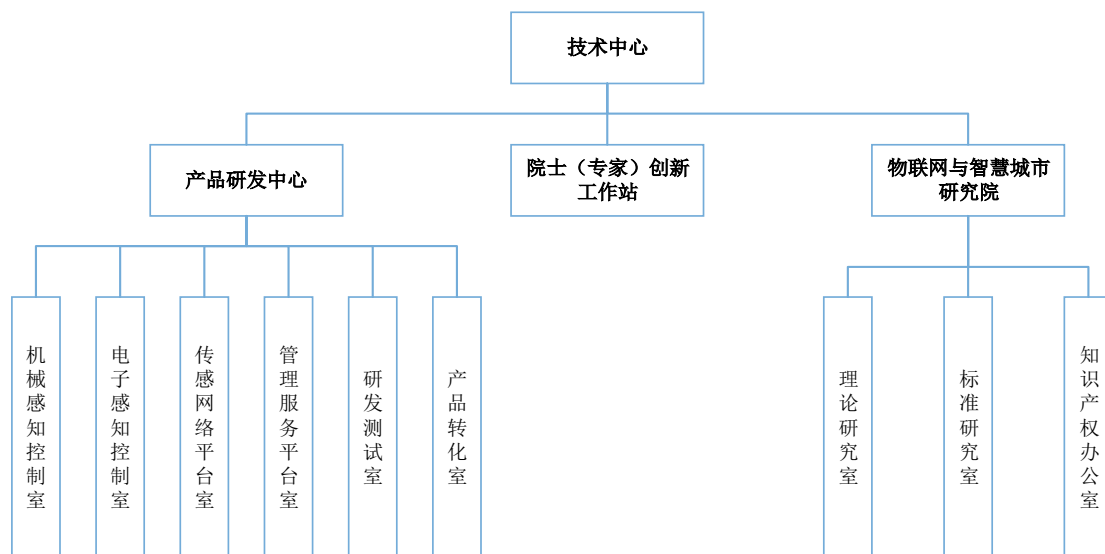 技术中心
产品研发中心
院士（专家）创新
工作站
物联网与智慧城市
研究院
机械感知控制室
电子感知控制室
传感网络平台室
管理服务平台室
研发测试室
产品转化室
理论研究室
标准研究室
知识产权办公室